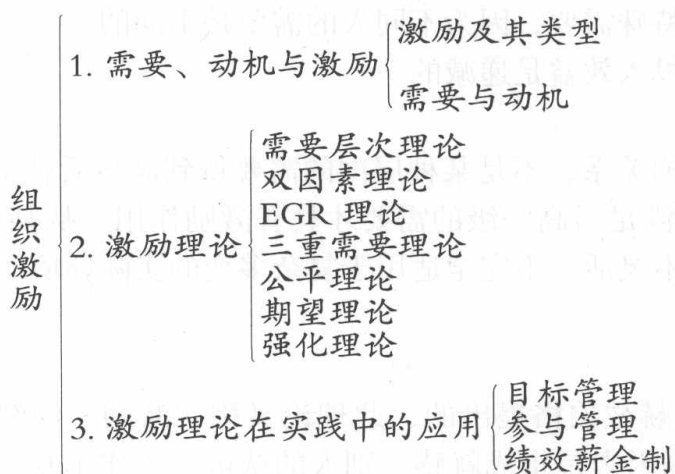 组织激励
1. 需要、动机与激励
激励及其类型
需要与动机
2. 激励理论
需要层次理论
双因素理论
EGR 理论
三重需要理论
公平理论
期望理论
强化理论
3. 激励理论在实践中的应用
目标管理
参与管理
绩效薪金制